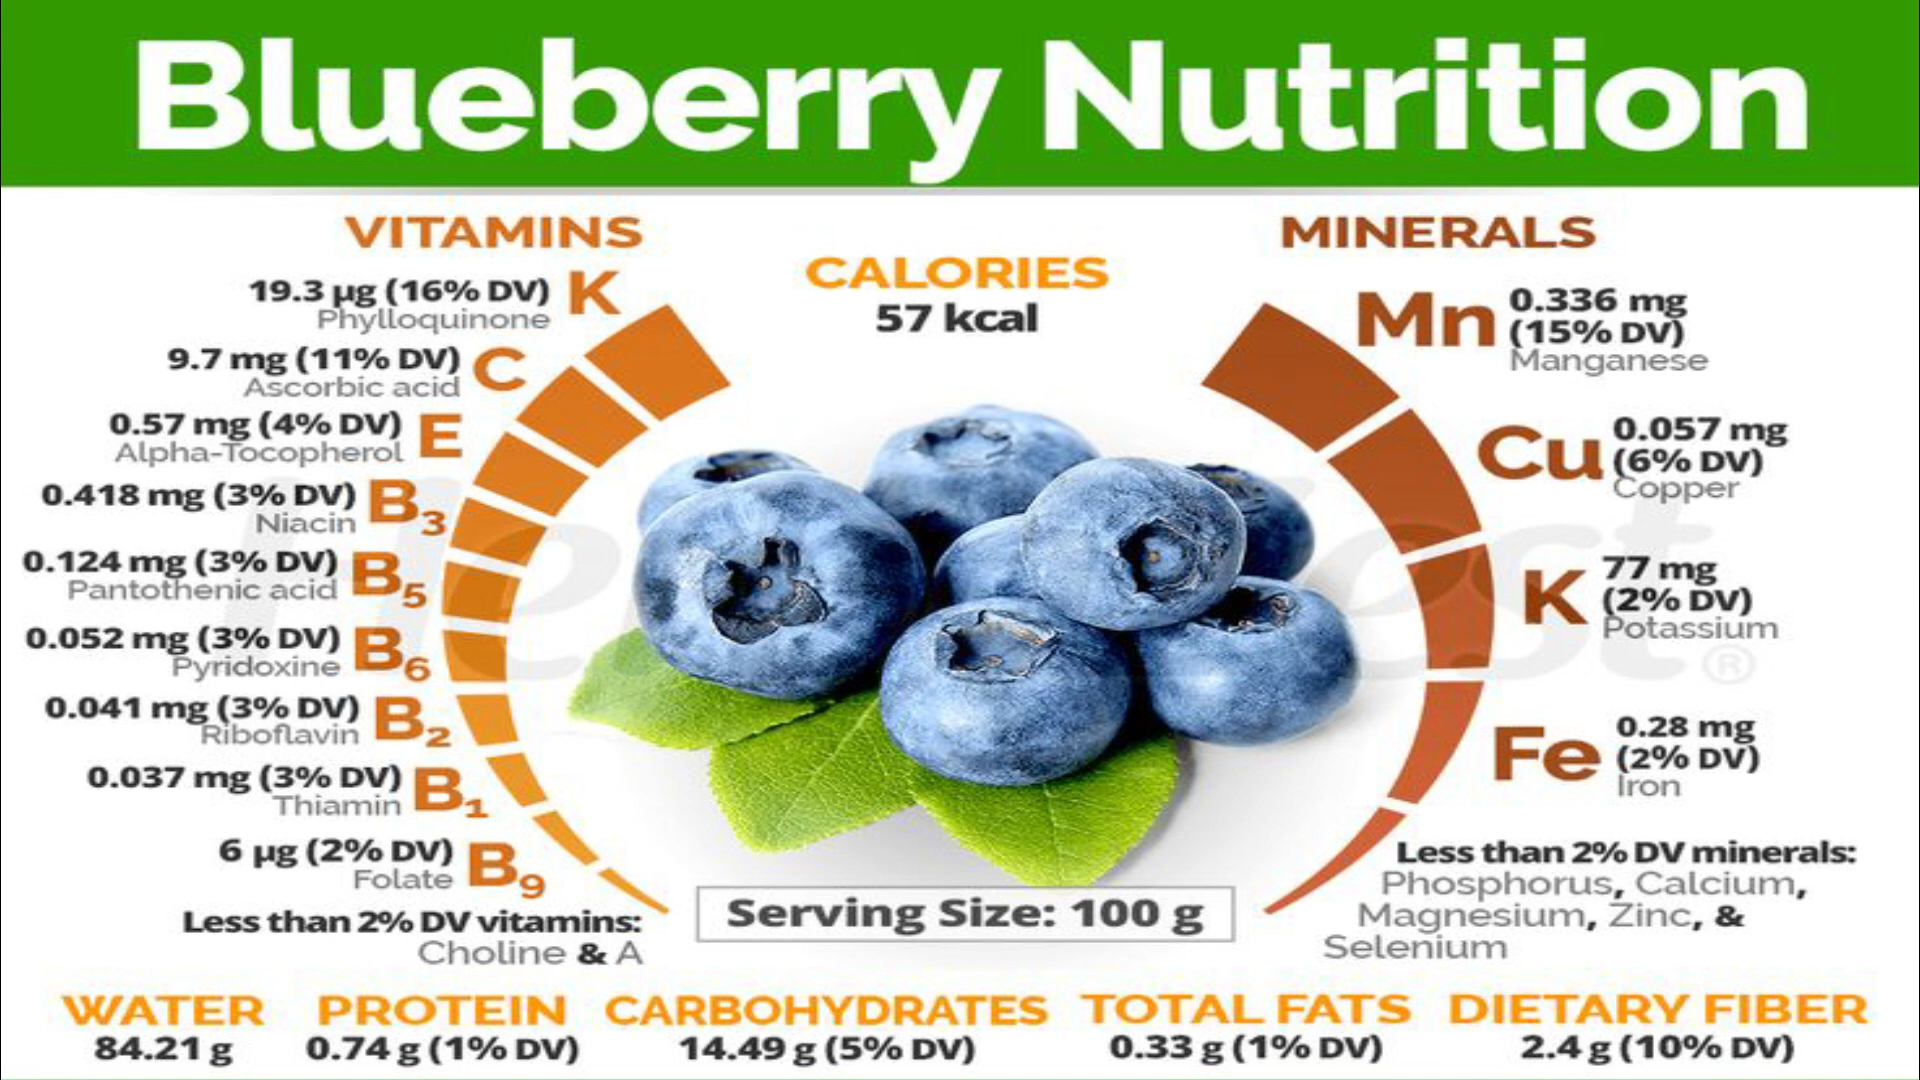 Blueberry Nutrition
VITAMINS
19.3 µg (16% DV) K
Phylloquinone
9.7 mg (11% DV) C
Ascorbic acid
0.57 mg (4% DV) E
Alpha-Tocopherol
0.418 mg (3% DV) B3
Niacin
0.124 mg (3% DV) B5
Pantothenic acid
0.052 mg (3% DV) B6
Pyridoxine
0.041 mg (3% DV) B2
Riboflavin
0.037 mg (3% DV) B1
Thiamin
6 µg (2% DV) B9
Folate
Less than 2% DV vitamins:
Choline & A
CALORIES
57 kcal
Serving Size: 100 g
MINERALS
Mn 0.336 mg
(15% DV)
Manganese
Cu 0.057 mg
(6% DV)
Copper
K 77 mg
(2% DV)
Potassium
Fe 0.28 mg
(2% DV)
Iron
Less than 2% DV minerals:
Phosphorus, Calcium,
Magnesium, Zinc, &
Selenium
WATER
84.21 g
PROTEIN
0.74 g (1% DV)
CARBOHYDRATES
14.49 g (5% DV)
TOTAL FATS
0.33 g (1% DV)
DIETARY FIBER
2.4 g (10% DV)